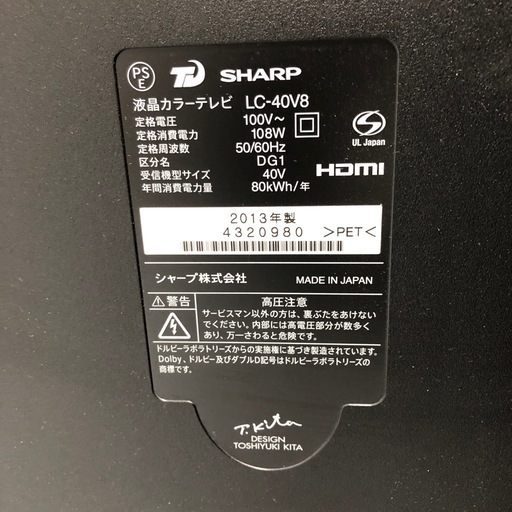 PS
E
SHARP
液晶カラーテレビ LC-40V8
定格電圧 100V～
定格消費電力 108W
定格周波数 50/60Hz
区分名 DG1
受信機型サイズ 40V
年間消費電力量 80kWh/年
UL Japan
HDMI
2013年製
4320980 >PET<
シャープ株式会社 MADE IN JAPAN
警告 高圧注意
サービスマン以外の方は、裏ぶたをあけない
でください。内部には高電圧部分が数多く
あり、万一さわると危険です。
ドルビーラボラトリーズからの実施権に基づき製造されています。
Dolby、ドルビー及びダブルD記号はドルビーラボラトリーズの
商標です。
T.Kita
DESIGN
TOSHIYUKI KITA